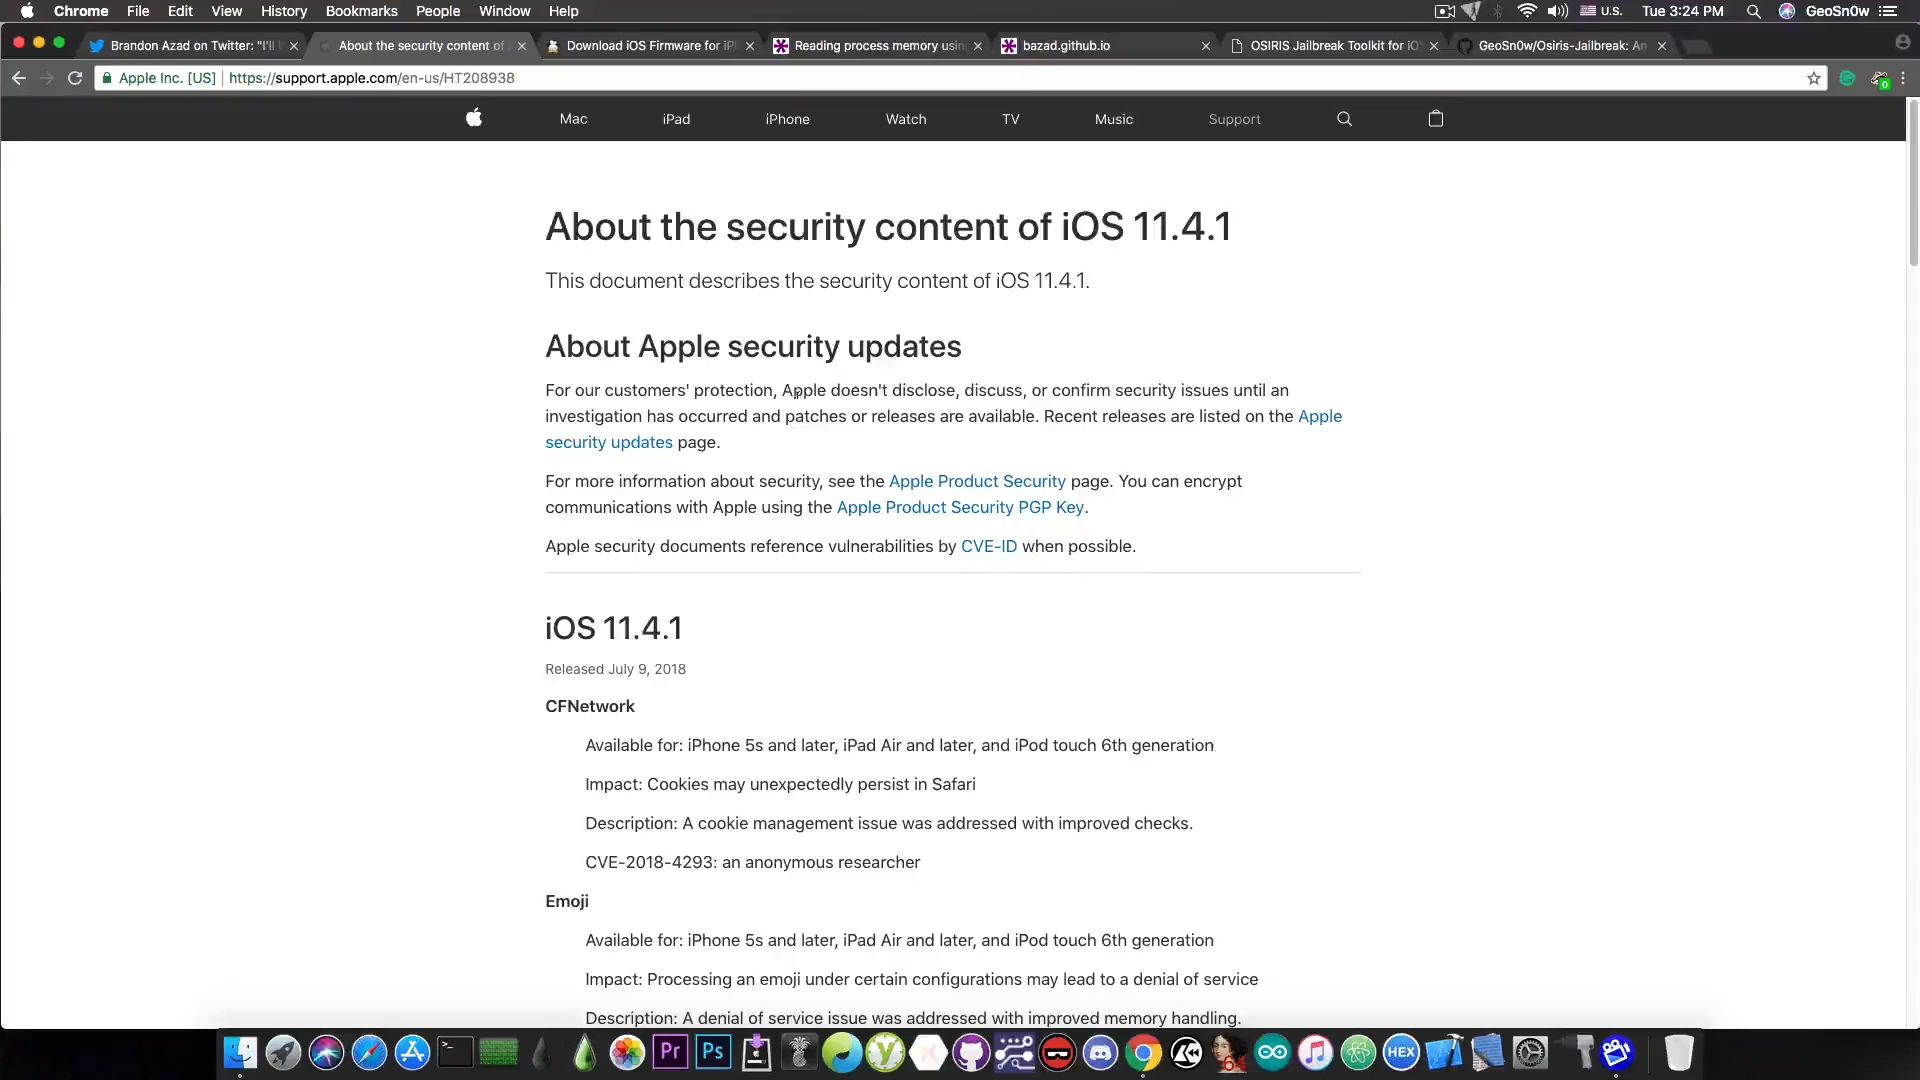 Chrome File Edit View History Bookmarks People Window Help U.S. Tue 3:24 PM GeoSn0w
Brandon Azad on Twitter: "I'll About the security content of Download iOS Firmware for iP Reading process memory usin bazad.github.io OSIRIS Jailbreak Toolkit for iO GeoSn0w/Osiris-Jailbreak: An
Apple Inc. [US] | https://support.apple.com/en-us/HT208938 0
Mac iPad iPhone Watch TV Music Support
About the security content of iOS 11.4.1
This document describes the security content of iOS 11.4.1.
About Apple security updates
For our customers' protection, Apple doesn't disclose, discuss, or confirm security issues until an
investigation has occurred and patches or releases are available. Recent releases are listed on the Apple
security updates page.
For more information about security, see the Apple Product Security page. You can encrypt
communications with Apple using the Apple Product Security PGP Key.
Apple security documents reference vulnerabilities by CVE-ID when possible.
iOS 11.4.1
Released July 9, 2018
CFNetwork
Available for: iPhone 5s and later, iPad Air and later, and iPod touch 6th generation
Impact: Cookies may unexpectedly persist in Safari
Description: A cookie management issue was addressed with improved checks.
CVE-2018-4293: an anonymous researcher
Emoji
Available for: iPhone 5s and later, iPad Air and later, and iPod touch 6th generation
Impact: Processing an emoji under certain configurations may lead to a denial of service
Description: A denial of service issue was addressed with improved memory handling.
Pr Ps 64 HEX